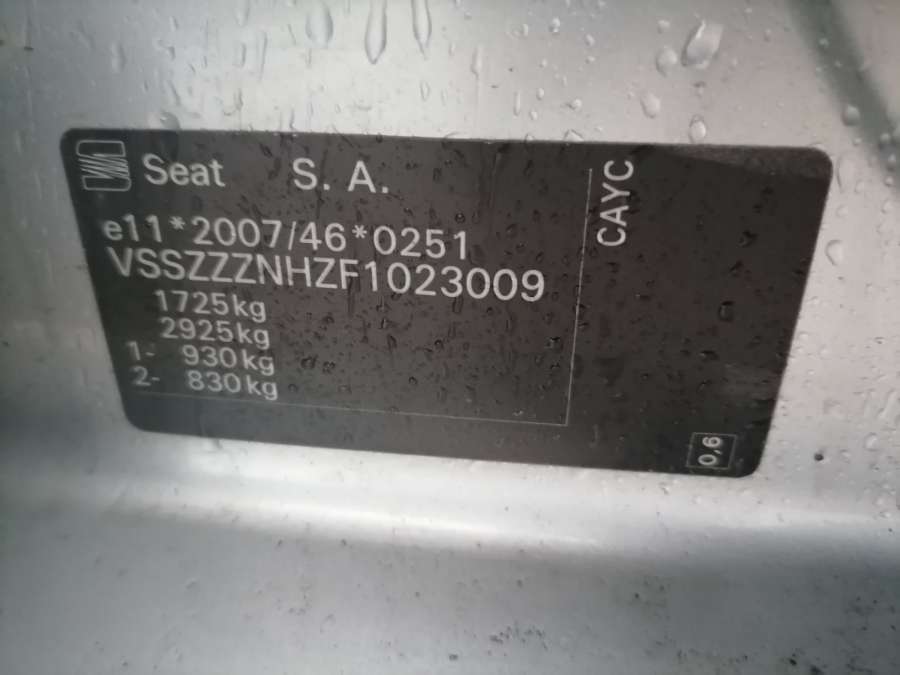 Seat S. A.
e11*2007/46*0251
VSSZZZNHZF1023009
1725kg
2925kg
1- 930kg
2- 830kg
CAYC
0,6